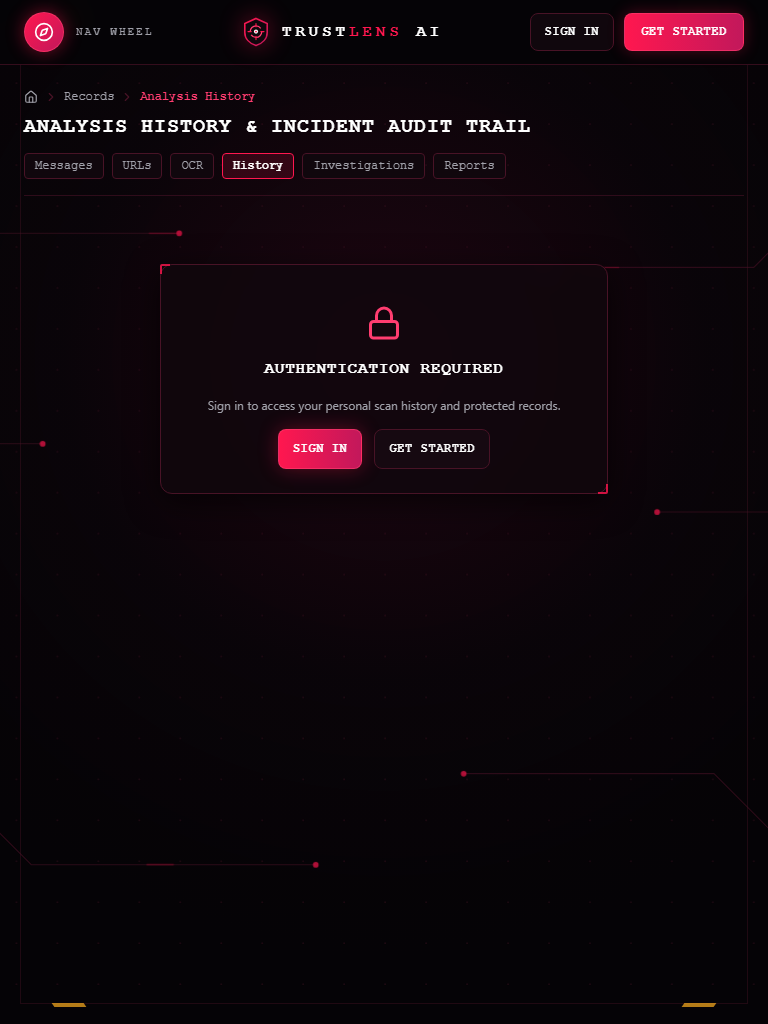 NAV WHEEL
TRUSTLENS AI
SIGN IN
GET STARTED
Records
Analysis History
ANALYSIS HISTORY & INCIDENT AUDIT TRAIL
Messages
URLs
OCR
History
Investigations
Reports
AUTHENTICATION REQUIRED
Sign in to access your personal scan history and protected records.
SIGN IN
GET STARTED